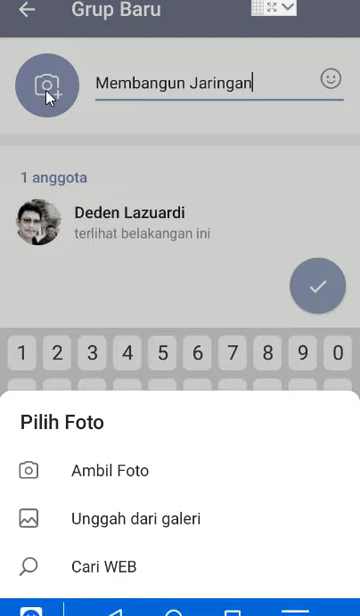 Grup Baru
Membangun Jaringan
1 anggota
Deden Lazuardi
terlihat belakangan ini
1 2 3 4 5 6 7 8 9 0
Pilih Foto
Ambil Foto
Unggah dari galeri
Cari WEB